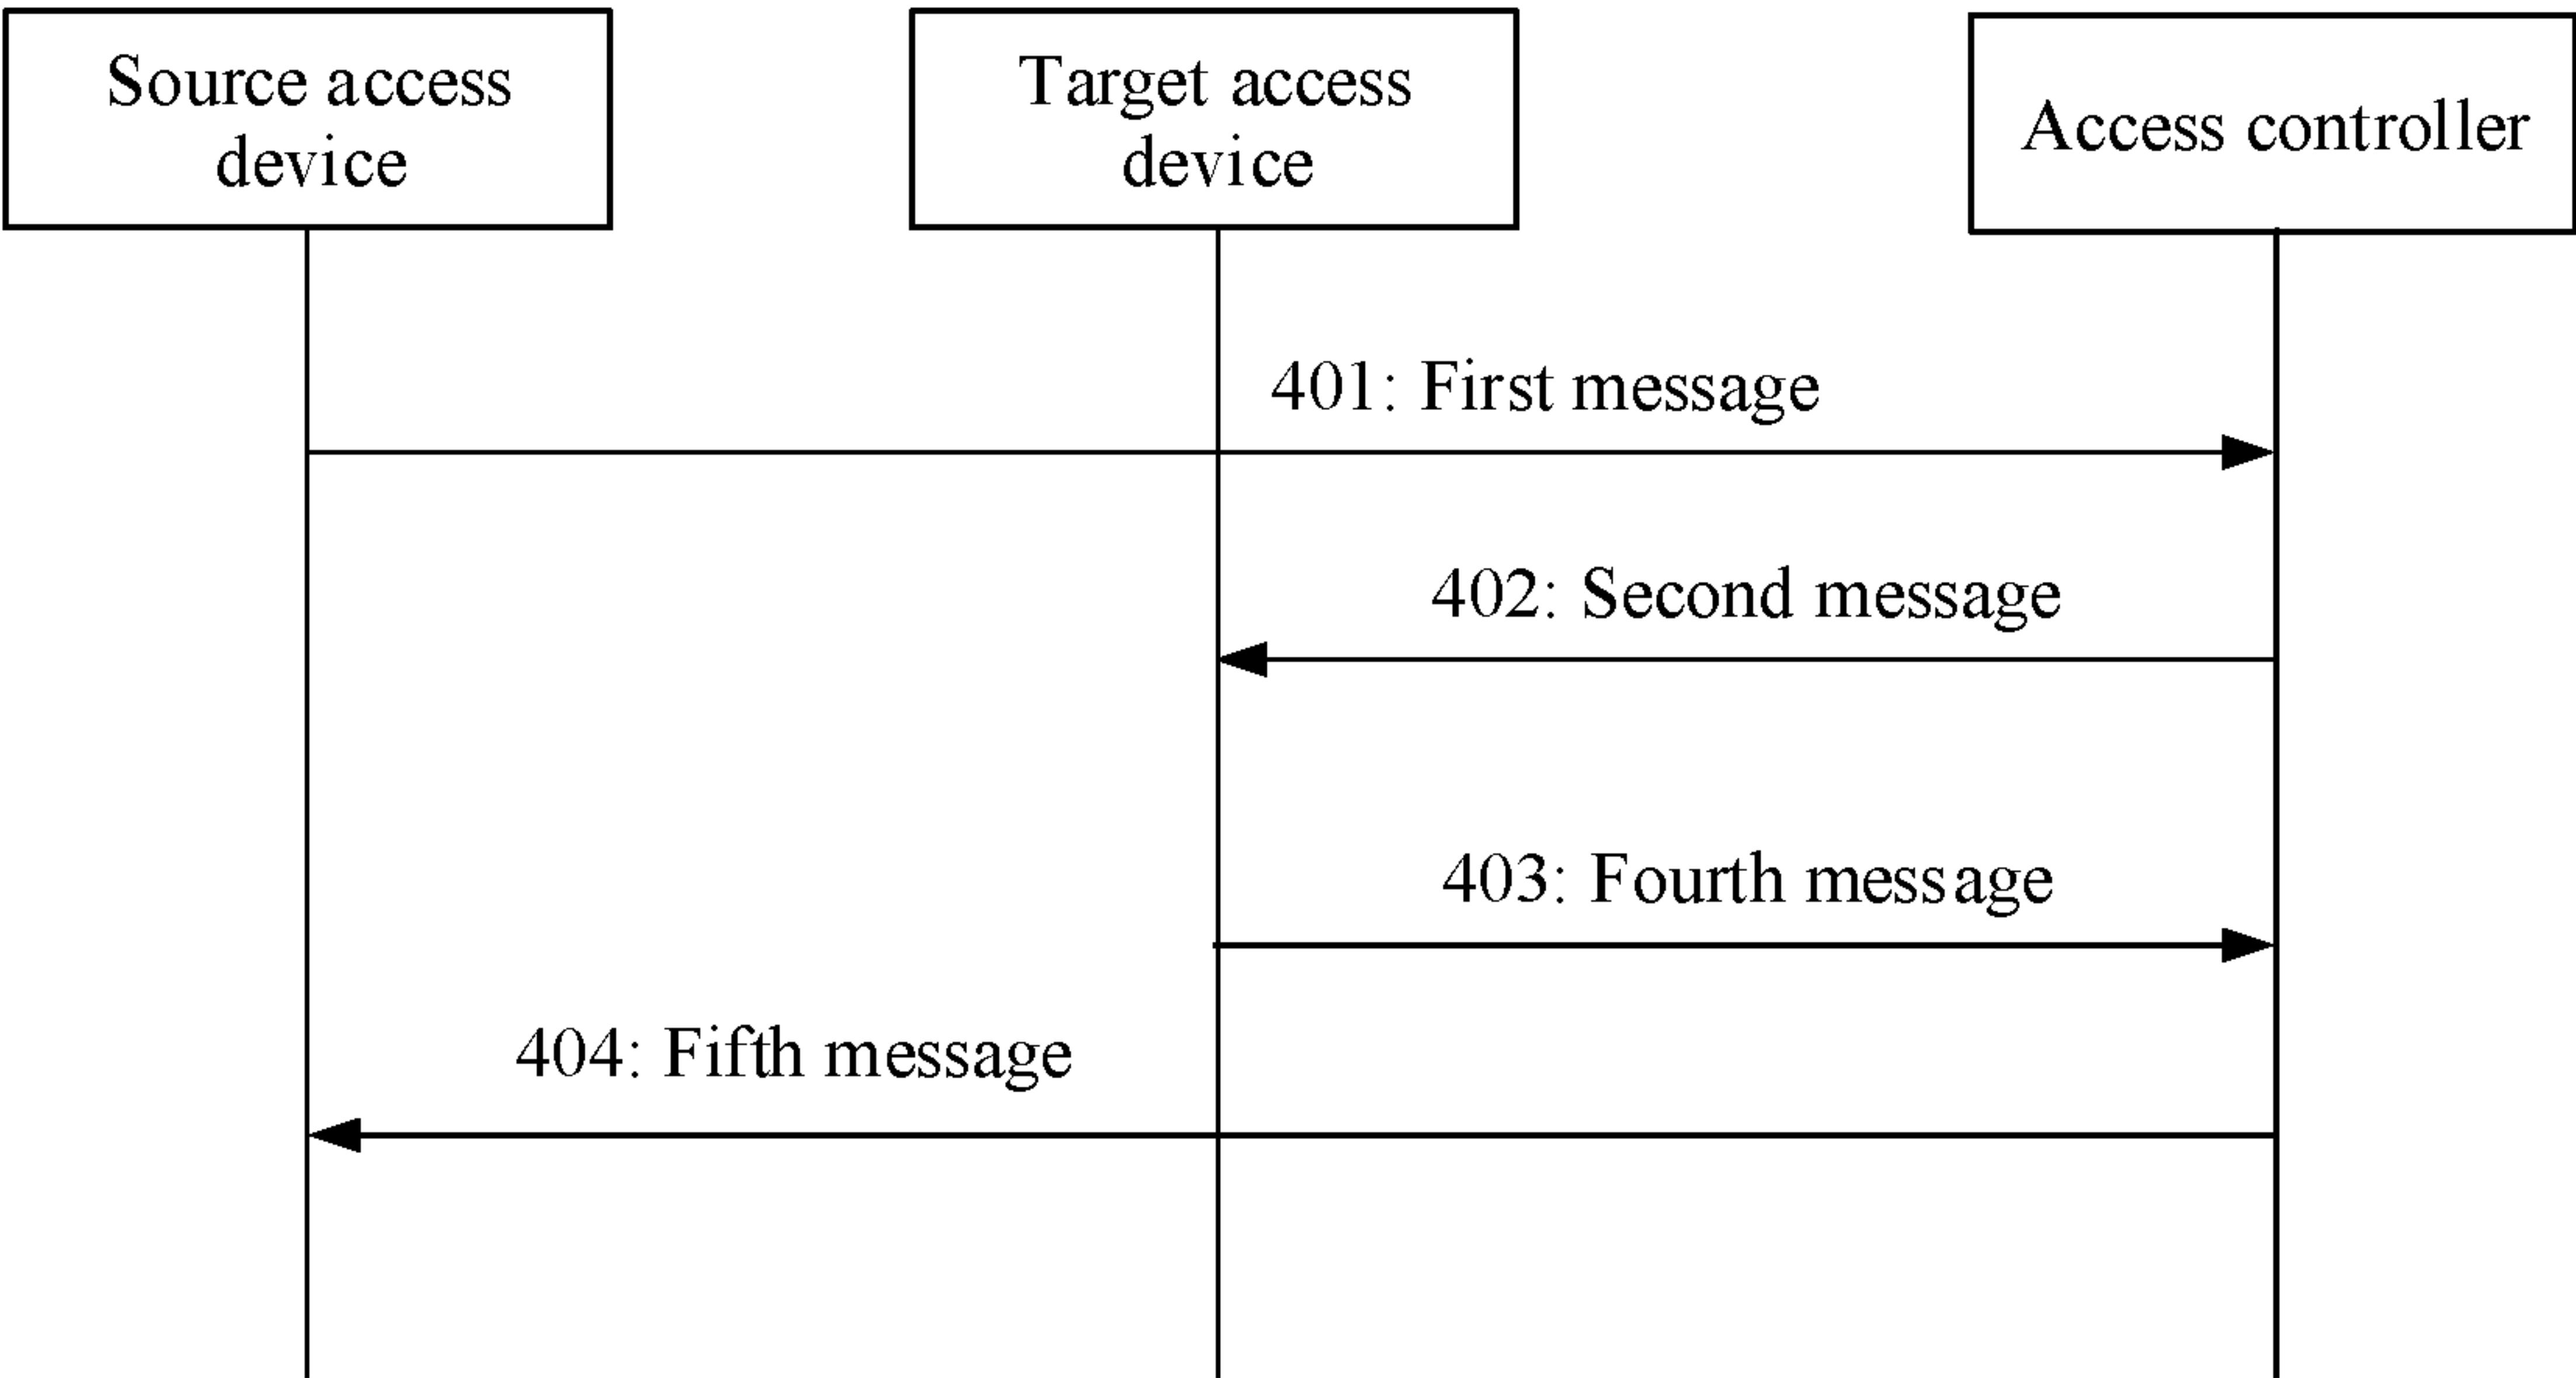 Source access
device
Target access
device
Access controller
401: First message
402: Second message
403: Fourth message
404: Fifth message